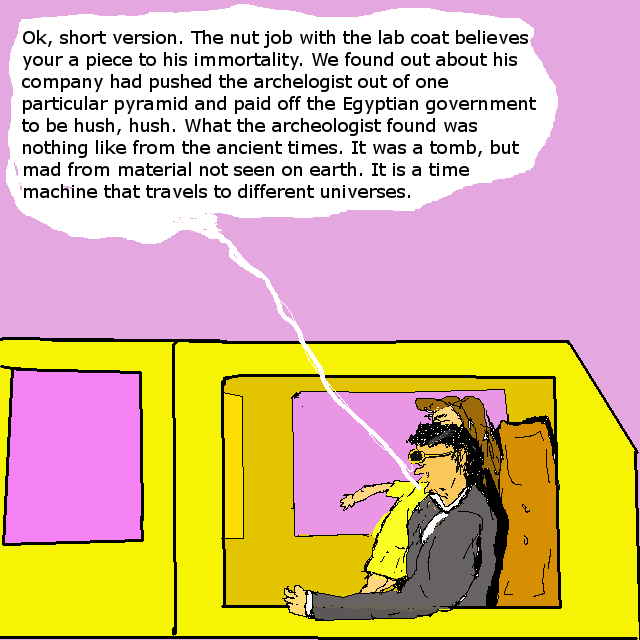 Ok, short version. The nut job with the lab coat believes
your a piece to his immortality. We found out about his
company had pushed the archelogist out of one
particular pyramid and paid off the Egyptian government
to be hush, hush. What the archeologist found was
nothing like from the ancient times. It was a tomb, but
mad from material not seen on earth. It is a time
machine that travels to different universes.